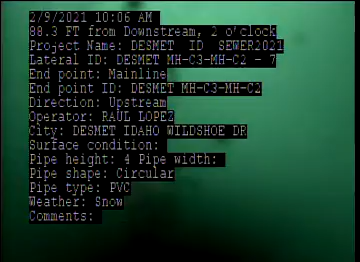 2/9/2021 10:06 AM
88.3 FT from Downstream, 2 o'clock
Project Name: DESMET  ID  SEWER2021
Lateral ID: DESMET MH-C3-MH-C2 - 7
End point: Mainline
End point ID: DESMET MH-C3-MH-C2
Direction: Upstream
Operator: RAUL LOPEZ
City: DESMET IDAHO WILDSHOE DR
Surface condition:
Pipe height: 4 Pipe width:
Pipe shape: Circular
Pipe type: PVC
Weather: Snow
Comments: